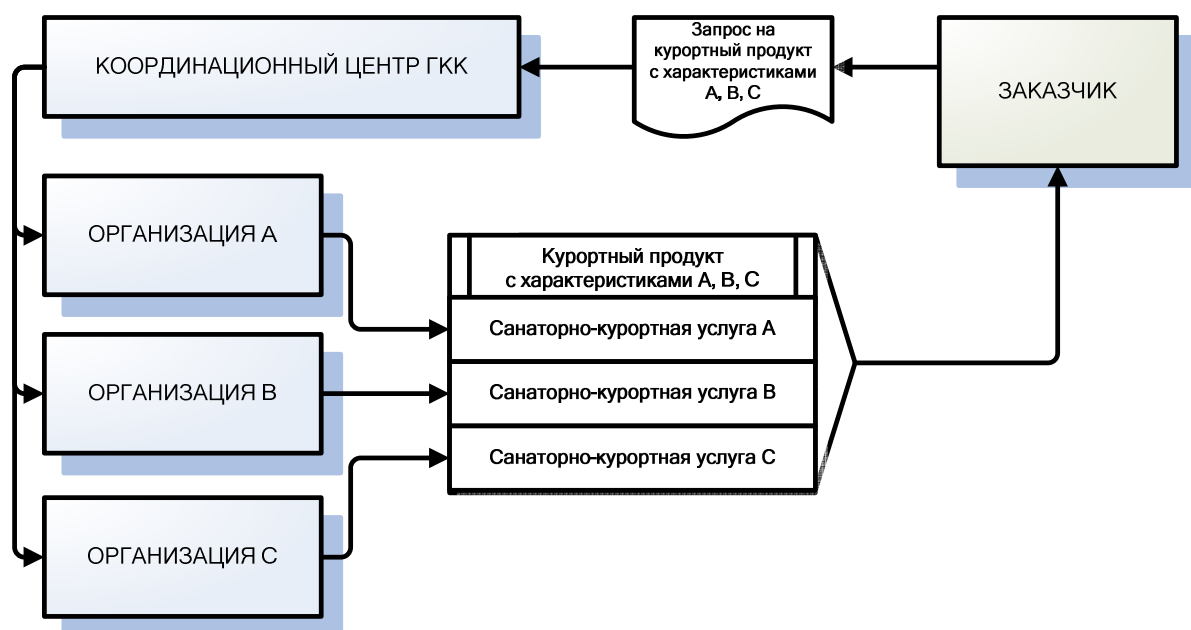 КООРДИНАЦИОННЫЙ ЦЕНТР ГКК
Запрос на
курортный продукт
с характеристиками
А, В, С
ЗАКАЗЧИК
ОРГАНИЗАЦИЯ А
Курортный продукт
с характеристиками А, В, С
Санаторно-курортная услуга А
ОРГАНИЗАЦИЯ В
Санаторно-курортная услуга В
Санаторно-курортная услуга С
ОРГАНИЗАЦИЯ С